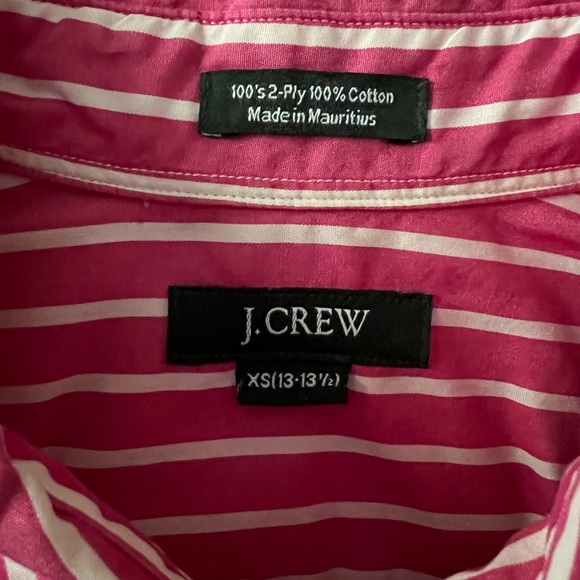 100's 2-Ply 100% Cotton
Made in Mauritius
J.CREW
XS(13-13½)